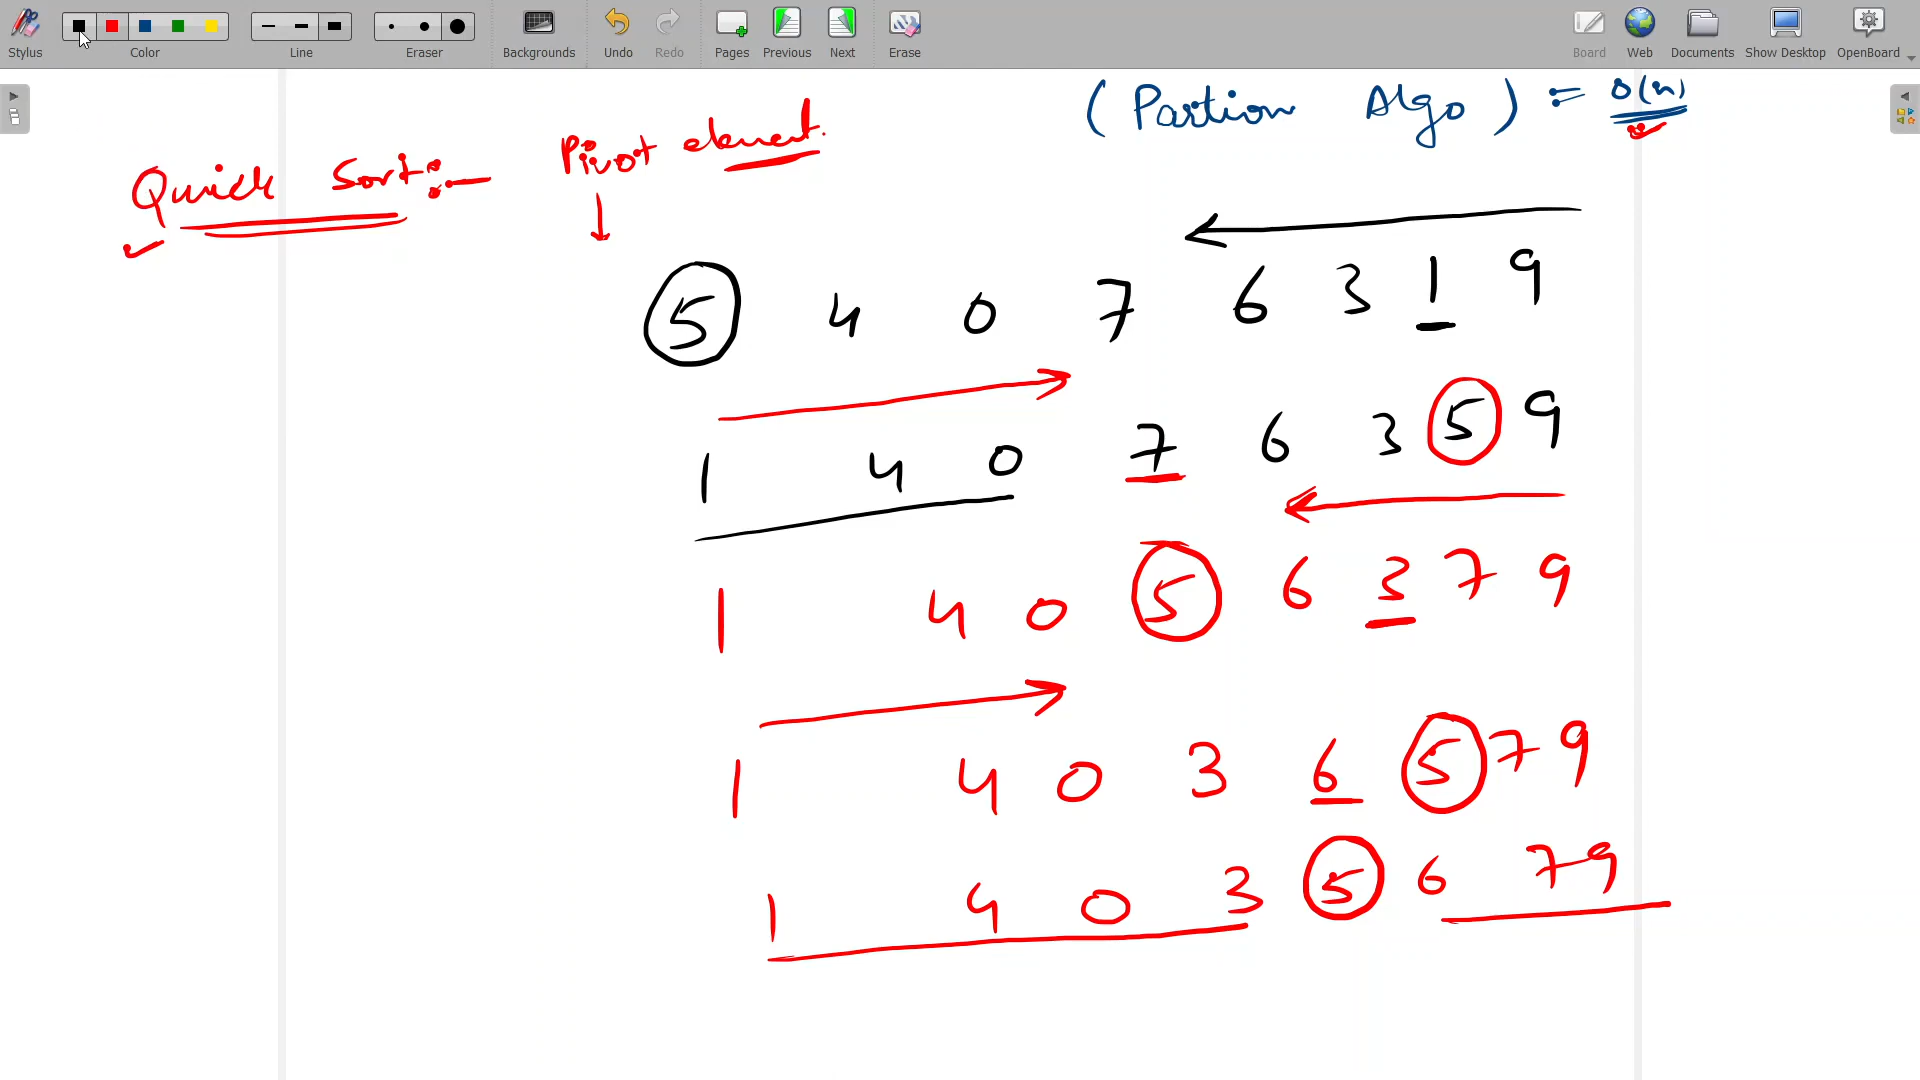 Stylus Color Line Eraser Backgrounds Undo Redo Pages Previous Next Erase Board Web Documents Show Desktop OpenBoard
( Partion Algo ) = O(n)
Quick Sort:- Pivot element.
5 4 0 7 6 3 1 9
1 4 0 7 6 3 5 9
1 4 0 5 6 3 7 9
1 4 0 3 6 5 7 9
1 4 0 3 5 6 7 9